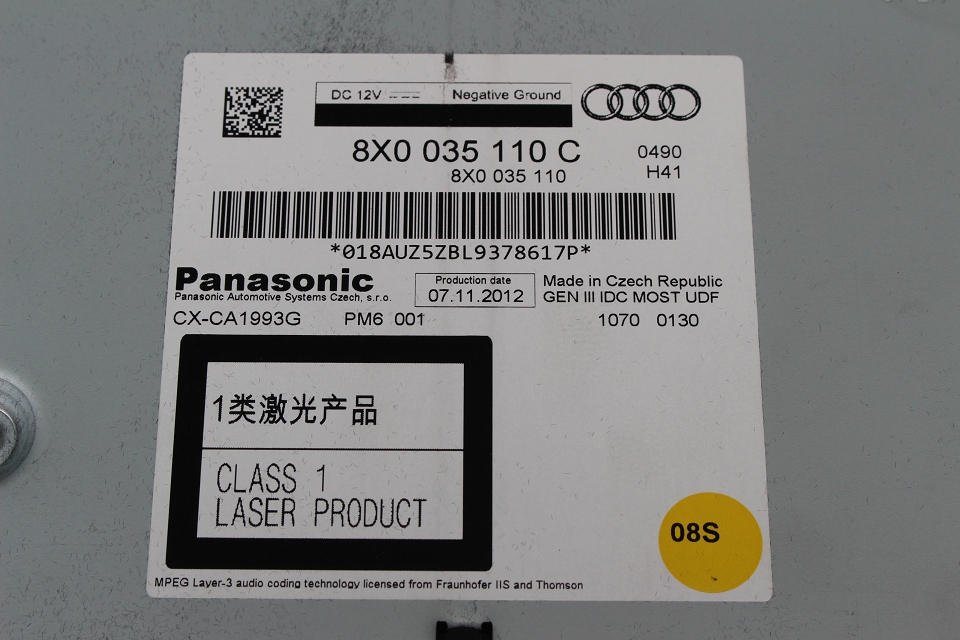 DC 12V Negative Ground
8X0 035 110 C 0490
8X0 035 110 H41
*018AUZ5ZBL9378617P*
Panasonic
Panasonic Automotive Systems Czech, s.r.o.
Production date
07.11.2012
Made in Czech Republic
GEN III IDC MOST UDF
CX-CA1993G PM6 001 1070 0130
1类激光产品
CLASS 1
LASER PRODUCT
08S
MPEG Layer-3 audio coding technology licensed from Fraunhofer IIS and Thomson